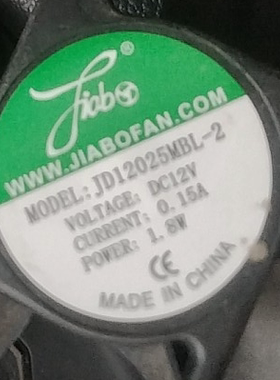 Jiabo ®
WWW.JIABOFAN.COM
MODEL: JD12025MBL-2
VOLTAGE: DC12V
CURRENT: 0.15A
POWER: 1.8W
CE
MADE IN CHINA